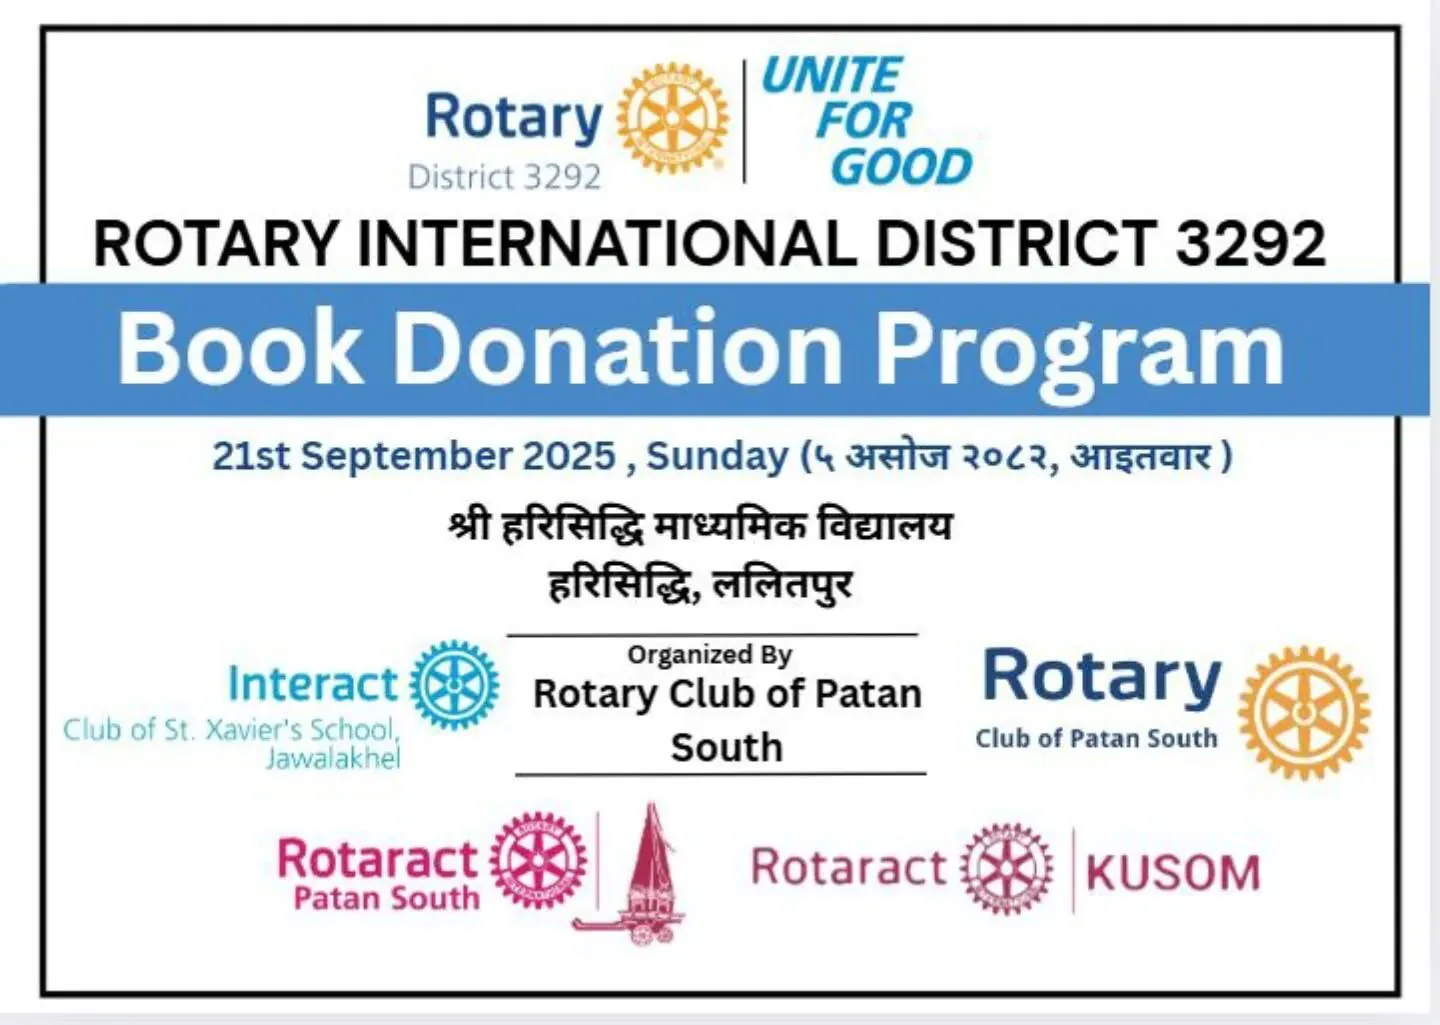 Rotary
District 3292
UNITE
FOR
GOOD
ROTARY INTERNATIONAL DISTRICT 3292
Book Donation Program
21st September 2025 , Sunday (५ असोज २०८२, आइतवार )
श्री हरिसिद्धि माध्यमिक विद्यालय
हरिसिद्धि, ललितपुर
Interact
Club of St. Xavier's School,
Jawalakhel
Organized By
Rotary Club of Patan
South
Rotary
Club of Patan South
Rotaract
Patan South
Rotaract
KUSOM